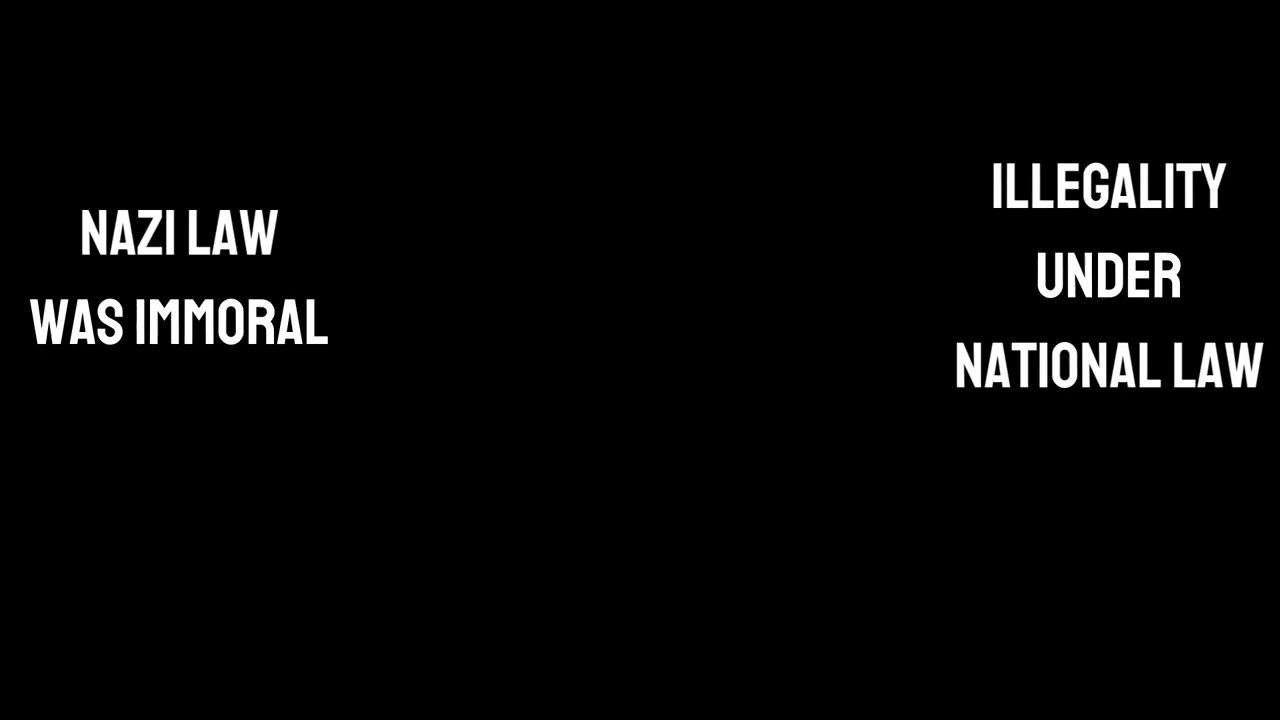 NAZI LAW
WAS IMMORAL
ILLEGALITY
UNDER
NATIONAL LAW